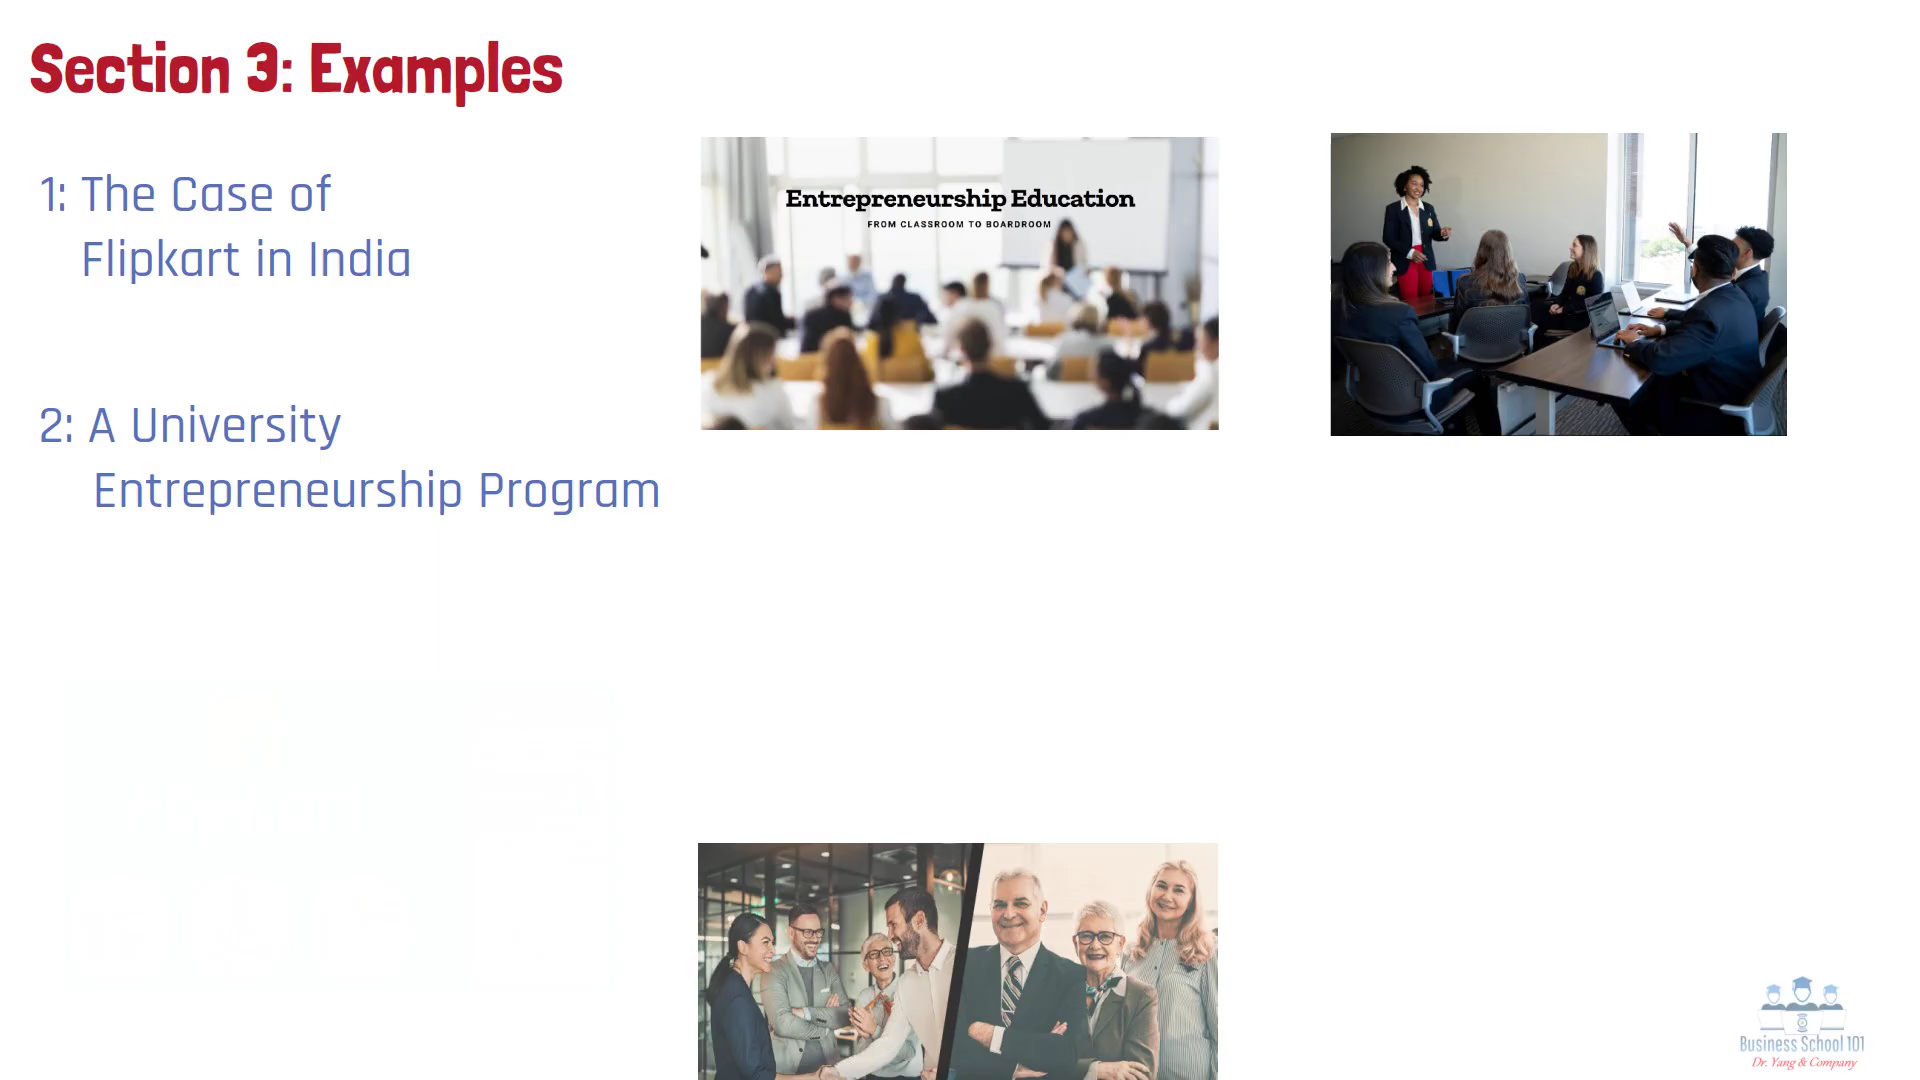 Section 3: Examples
1: The Case of
Flipkart in India
2: A University
Entrepreneurship Program
Entrepreneurship Education
FROM CLASSROOM TO BOARDROOM
Business School 101
Dr. Yang & Company